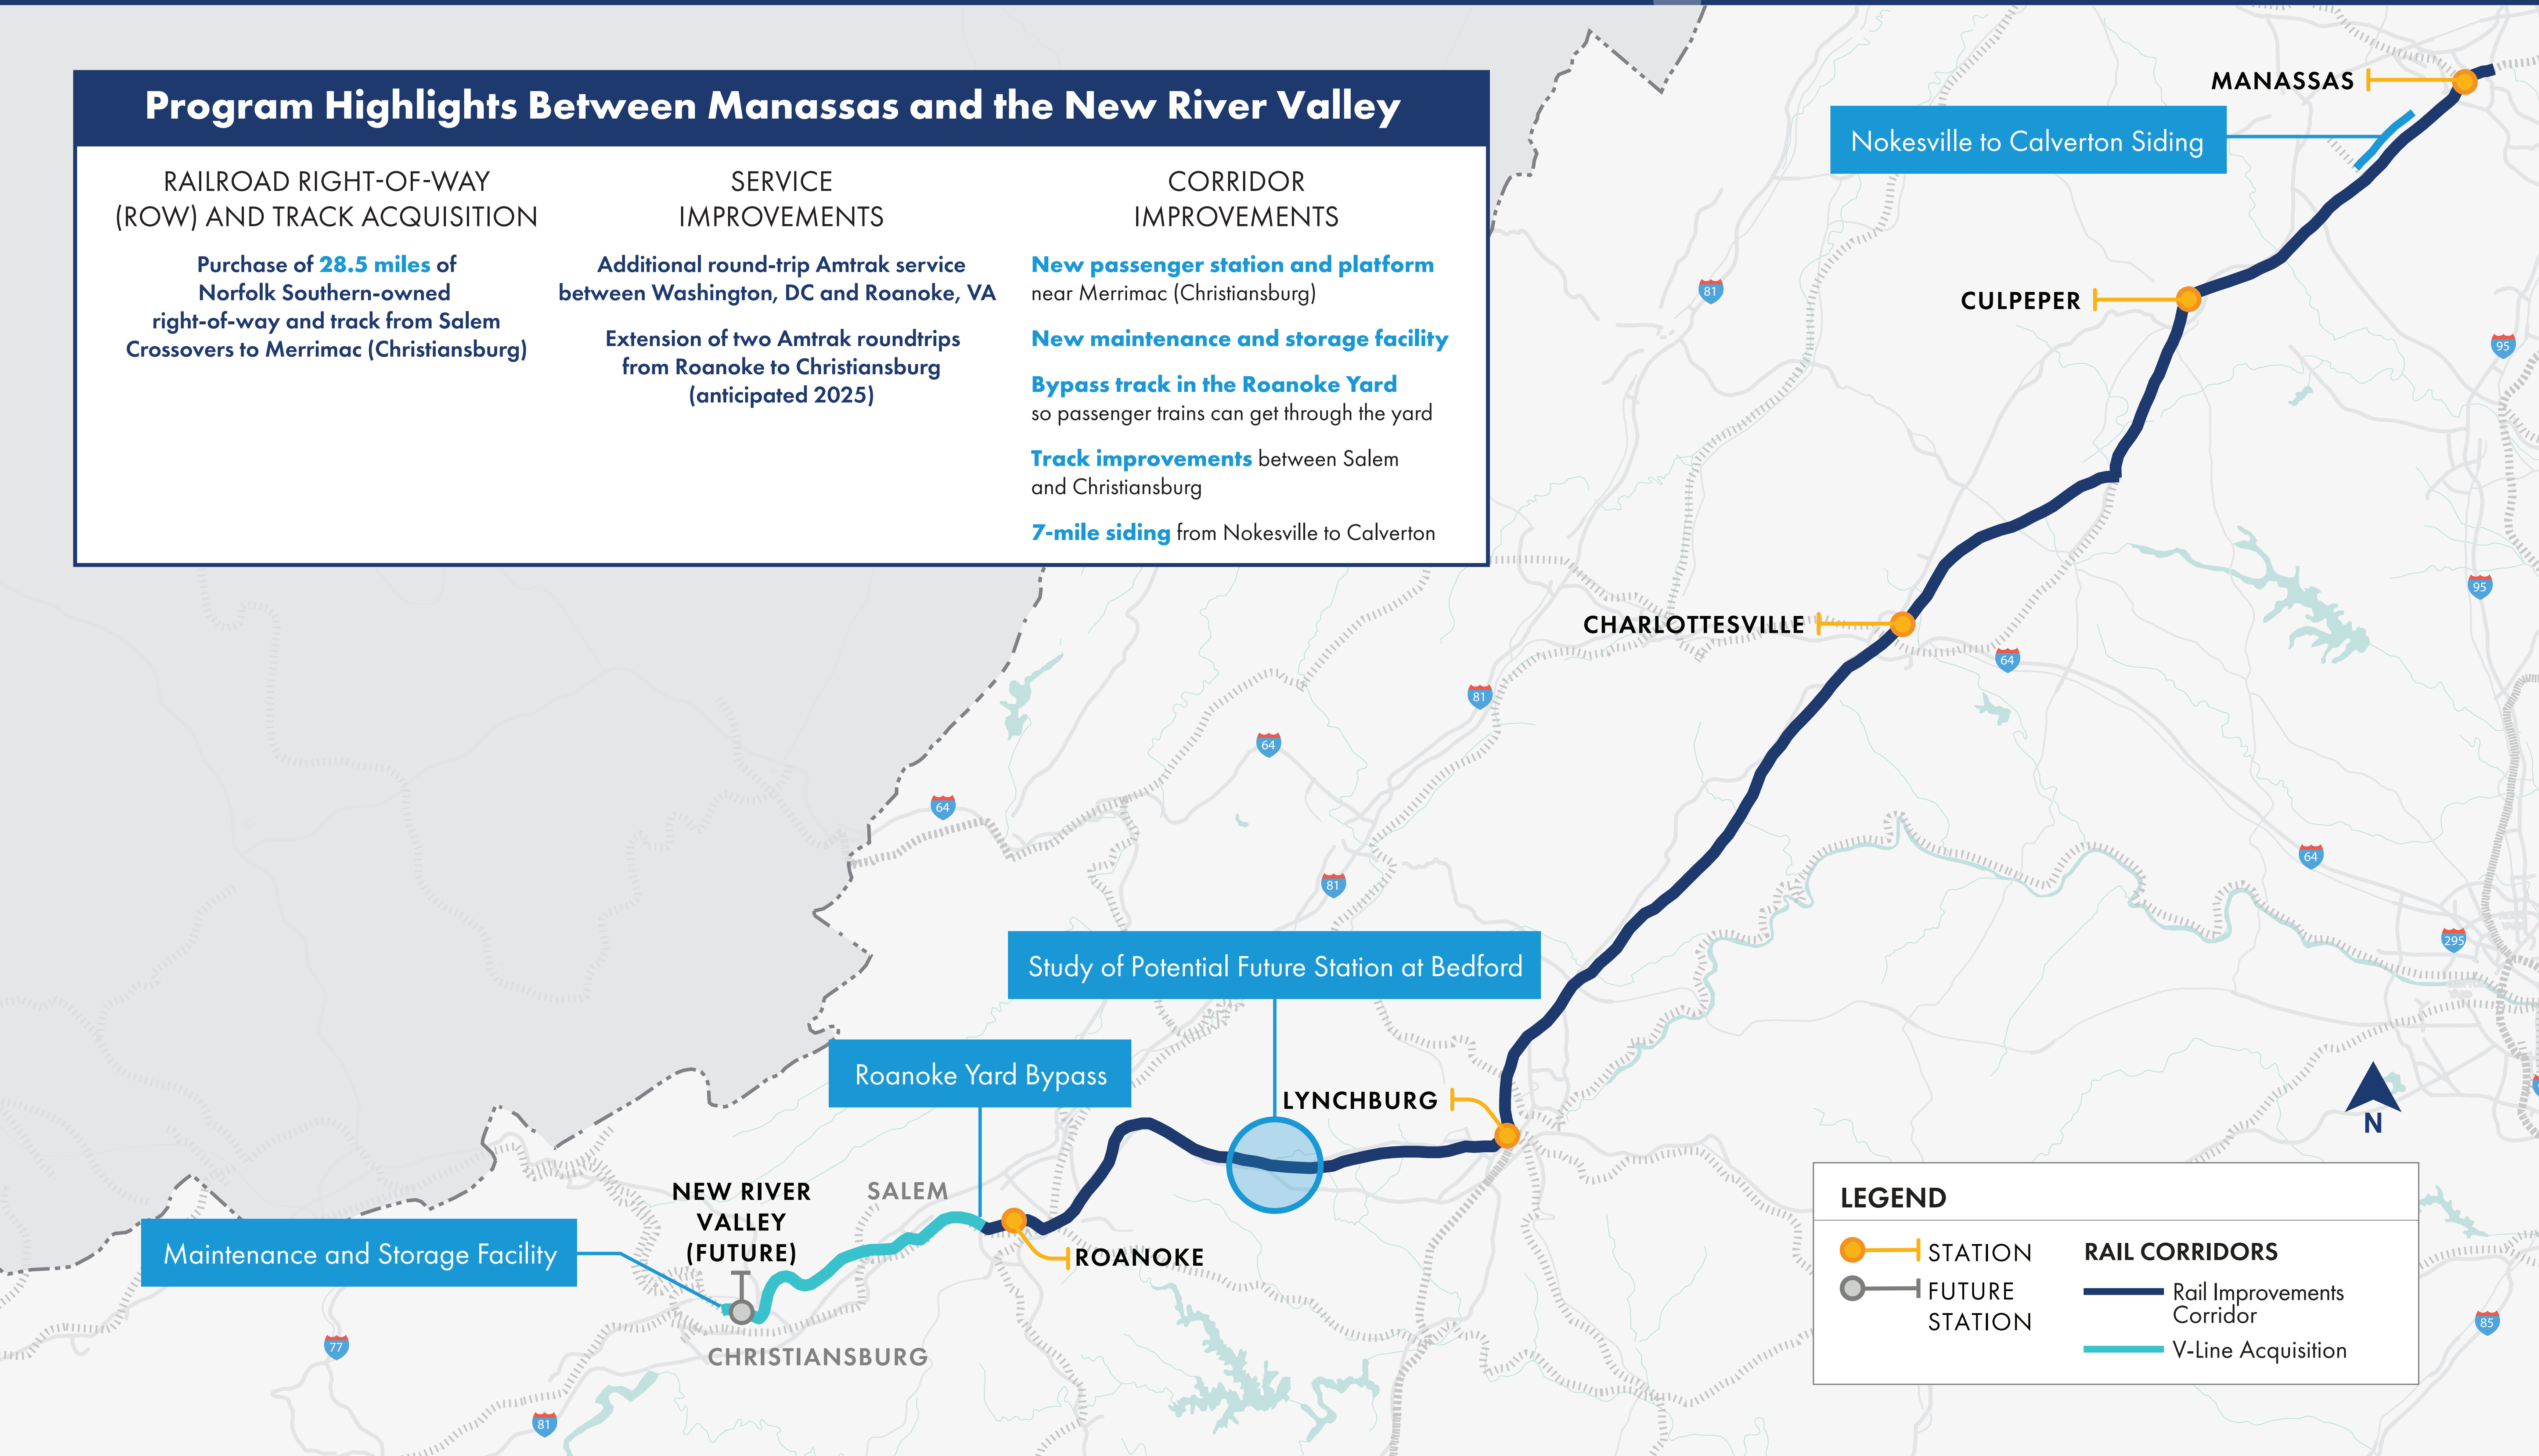 Program Highlights Between Manassas and the New River Valley
RAILROAD RIGHT-OF-WAY
(ROW) AND TRACK ACQUISITION
Purchase of 28.5 miles of
Norfolk Southern-owned
right-of-way and track from Salem
Crossovers to Merrimac (Christiansburg)
SERVICE
IMPROVEMENTS
Additional round-trip Amtrak service
between Washington, DC and Roanoke, VA
Extension of two Amtrak roundtrips
from Roanoke to Christiansburg
(anticipated 2025)
CORRIDOR
IMPROVEMENTS
New passenger station and platform
near Merrimac (Christiansburg)
New maintenance and storage facility
Bypass track in the Roanoke Yard
so passenger trains can get through the yard
Track improvements between Salem
and Christiansburg
7-mile siding from Nokesville to Calverton
MANASSAS
Nokesville to Calverton Siding
81
CULPEPER
95
95
CHARLOTTESVILLE
64
81
64
64
64
81
295
Study of Potential Future Station at Bedford
Roanoke Yard Bypass
LYNCHBURG
N
NEW RIVER
VALLEY
(FUTURE)
SALEM
Maintenance and Storage Facility
ROANOKE
CHRISTIANSBURG
77
81
85
LEGEND
STATION
FUTURE
STATION
RAIL CORRIDORS
Rail Improvements
Corridor
V-Line Acquisition